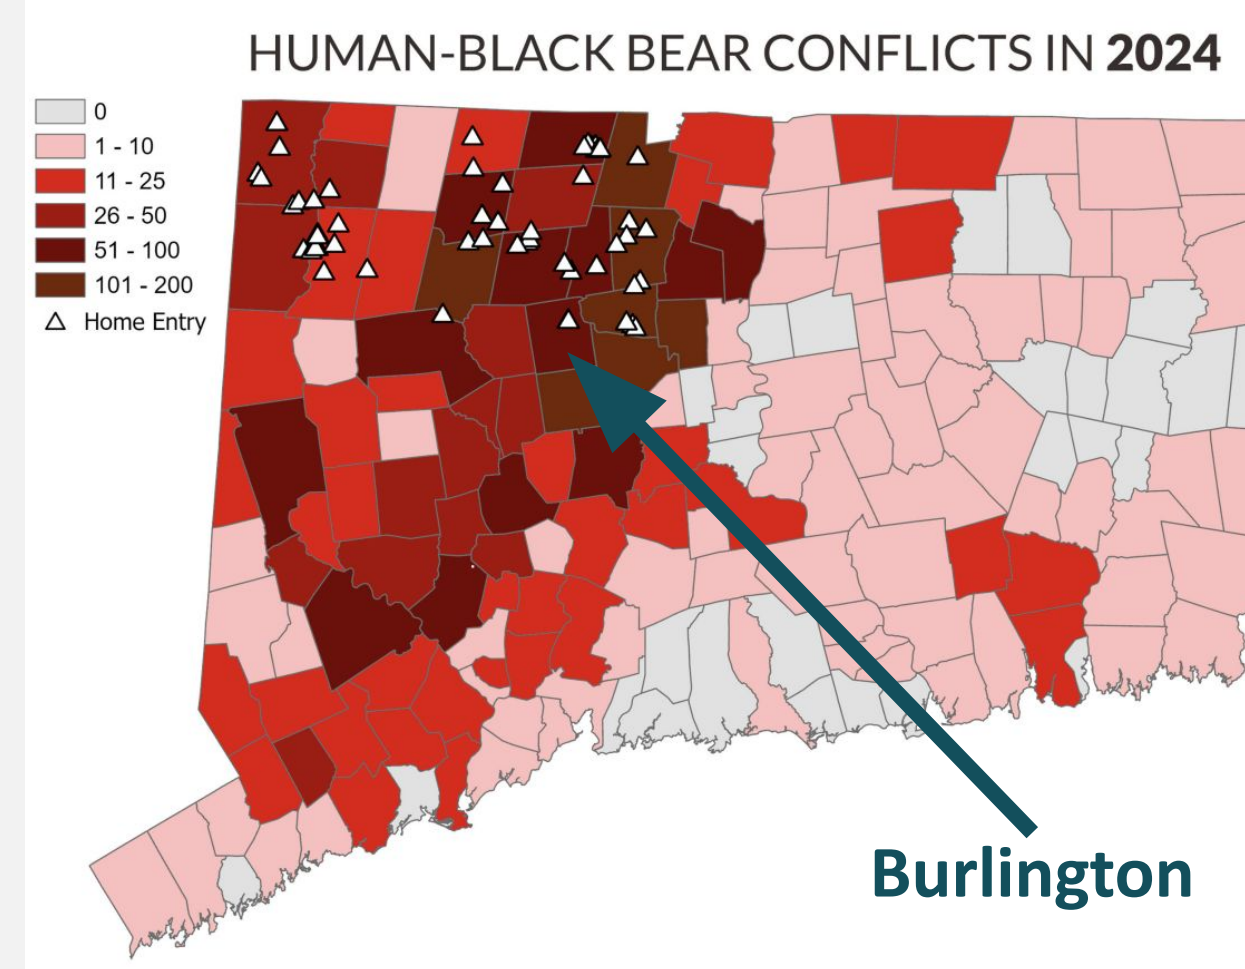 HUMAN-BLACK BEAR CONFLICTS IN 2024
0
1 - 10
11 - 25
26 - 50
51 - 100
101 - 200
Home Entry
Burlington